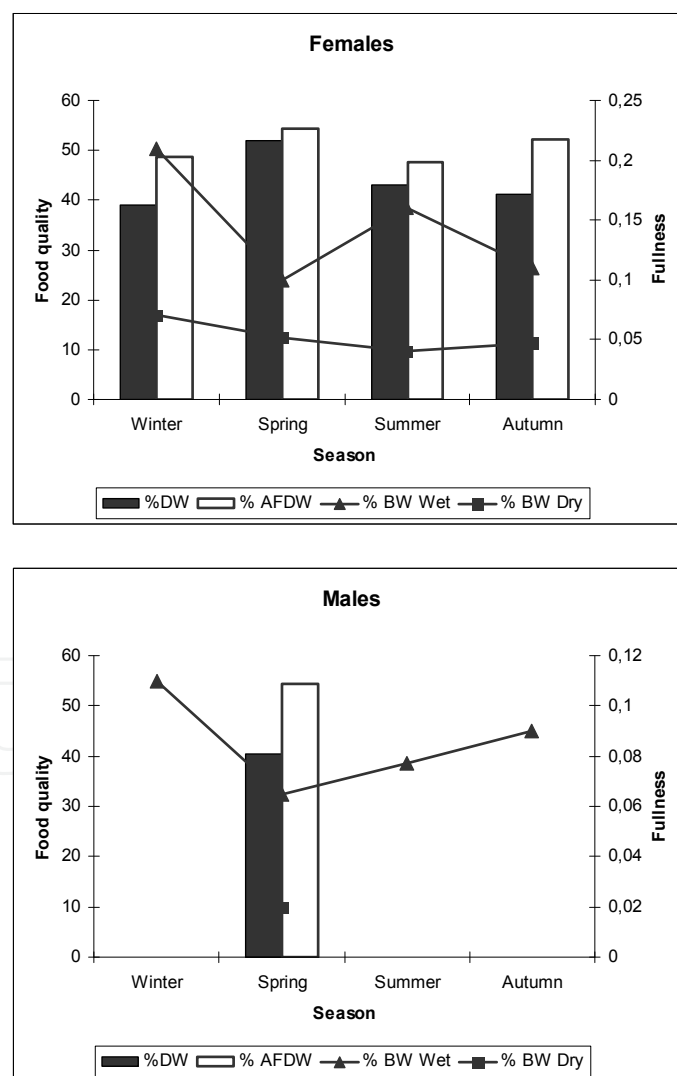 Females
60 0,25
50 0,2
40
0,15
30
0,1
20
10 0,05
0 0
Food quality
Fullness
Winter Spring Summer Autumn
Season
%DW % AFDW % BW Wet % BW Dry
Males
60 0,12
50 0,1
40 0,08
30 0,06
20 0,04
10 0,02
0 0
Food quality
Fullness
Winter Spring Summer Autumn
Season
%DW % AFDW % BW Wet % BW Dry